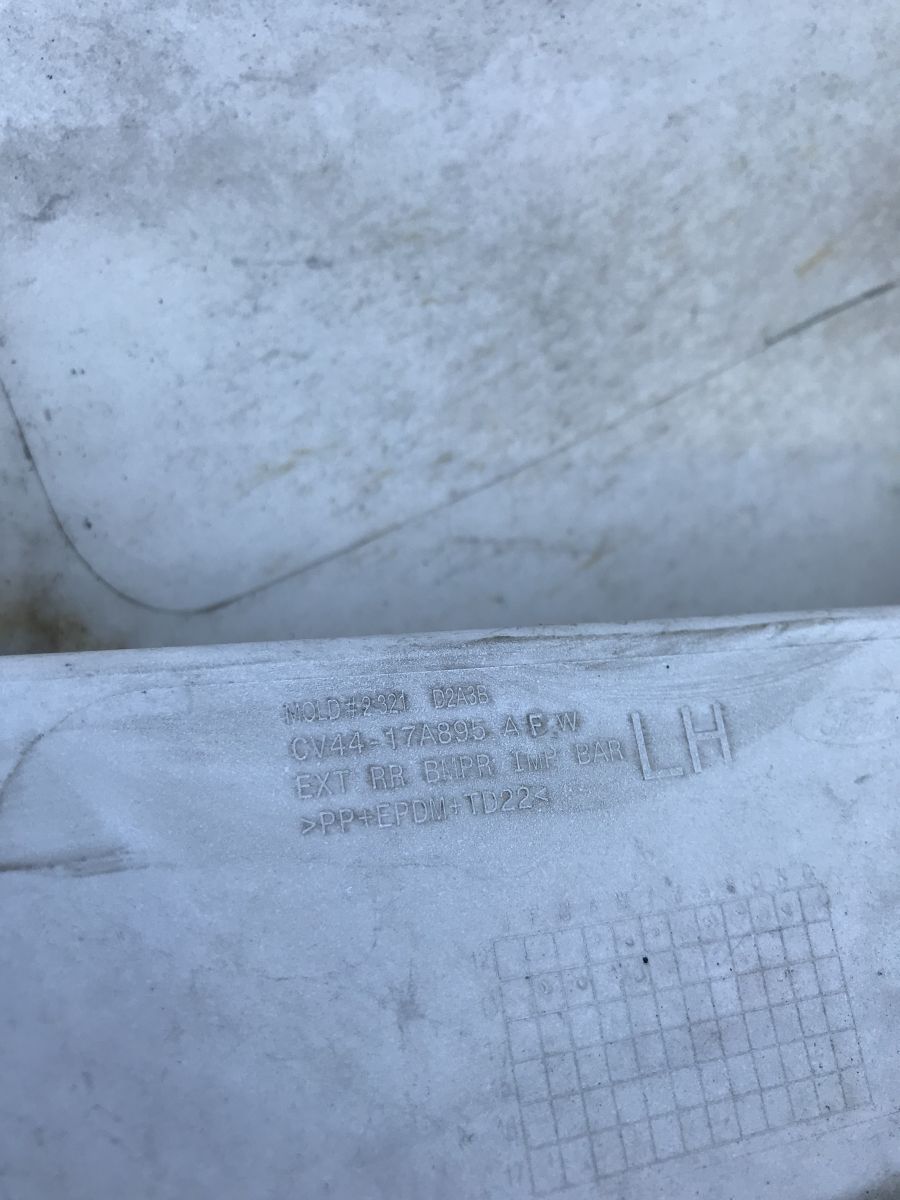 MOLD#2321 D2A3B
CV44-17A895 A F W
EXT RR BMPR IMP BAR
LH
>PP+EPDM+TD22<